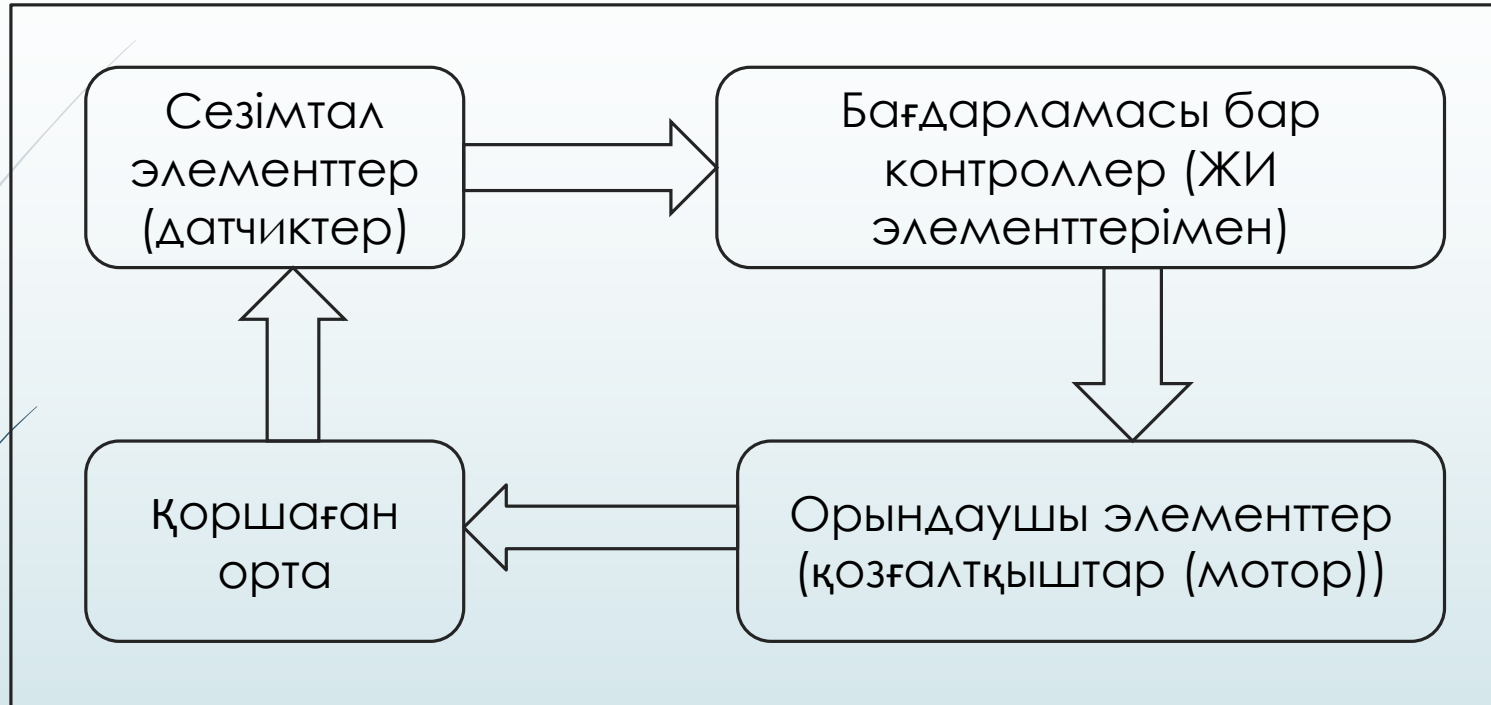 Сезімтал
элементтер
(датчиктер)
Бағдарламасы бар
контроллер (ЖИ
элементтерімен)
Қоршаған
орта
Орындаушы элементтер
(қозғалтқыштар (мотор))